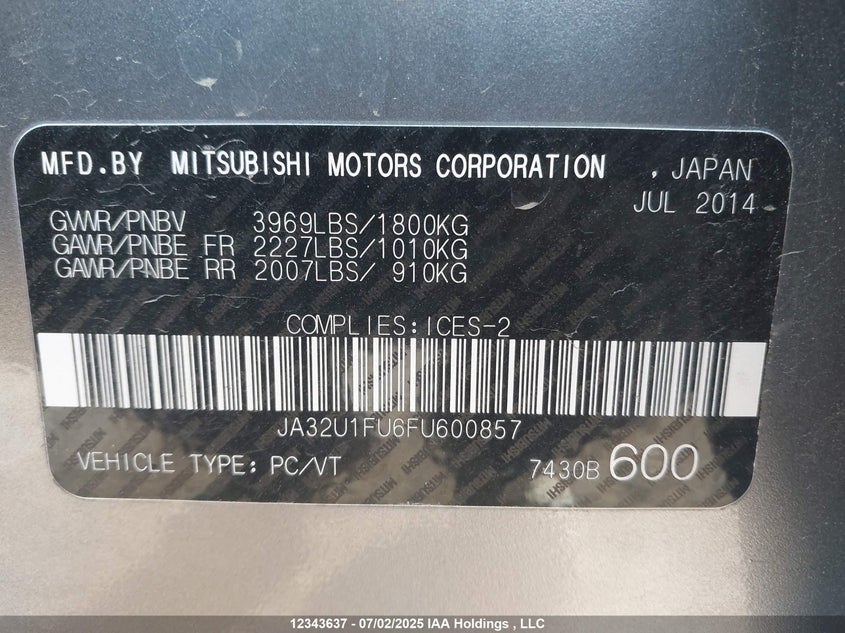 MFD.BY MITSUBISHI MOTORS CORPORATION , JAPAN
JUL 2014
GVWR/PNBV 3969LBS/1800KG
GAWR/PNBE FR 2227LBS/1010KG
GAWR/PNBE RR 2007LBS/ 910KG
COMPLIES:ICES-2
JA32U1FU6FU600857
VEHICLE TYPE: PC/VT 7430B 600
12343637 - 07/02/2025 IAA Holdings , LLC